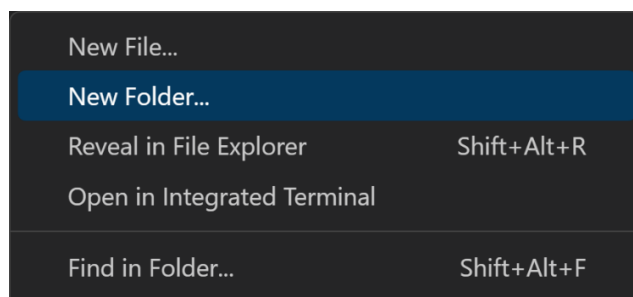 New File...
New Folder...
Reveal in File Explorer Shift+Alt+R
Open in Integrated Terminal
Find in Folder... Shift+Alt+F